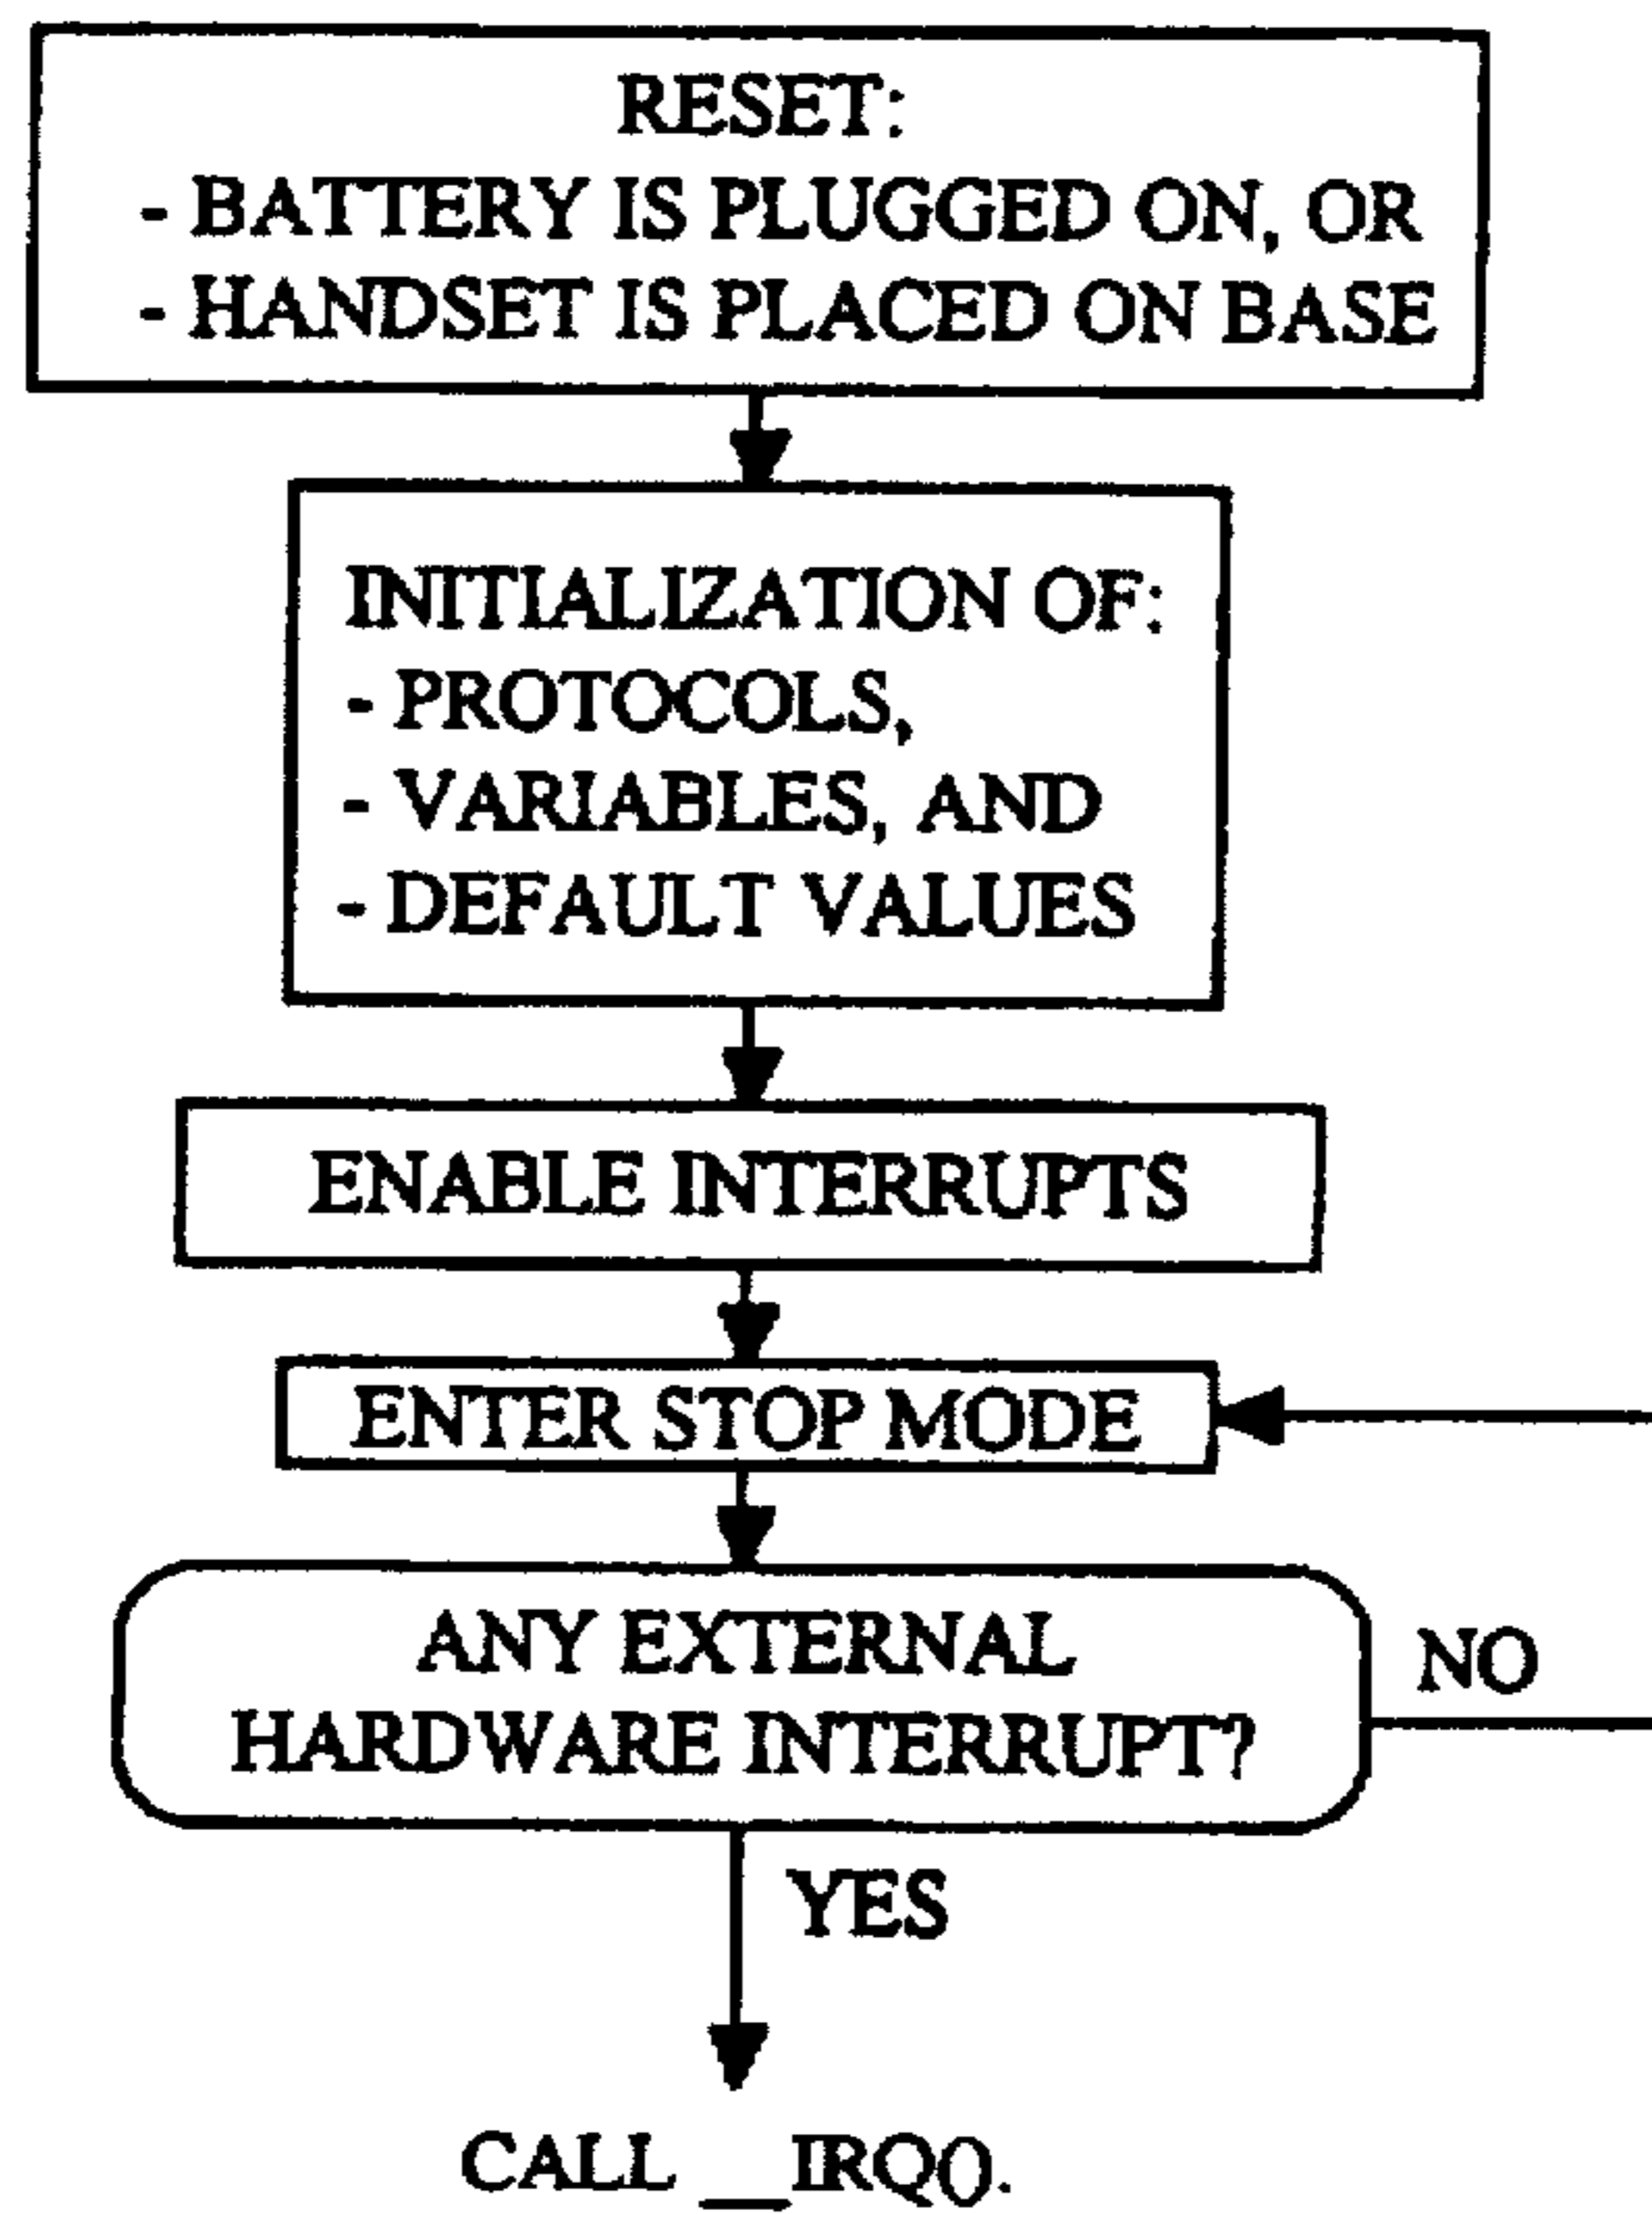 RESET:
- BATTERY IS PLUGGED ON, OR
- HANDSET IS PLACED ON BASE
INITIALIZATION OF:
- PROTOCOLS,
- VARIABLES, AND
- DEFAULT VALUES
ENABLE INTERRUPTS
ENTER STOP MODE
ANY EXTERNAL
HARDWARE INTERRUPT?
NO
YES
CALL __IRQ().